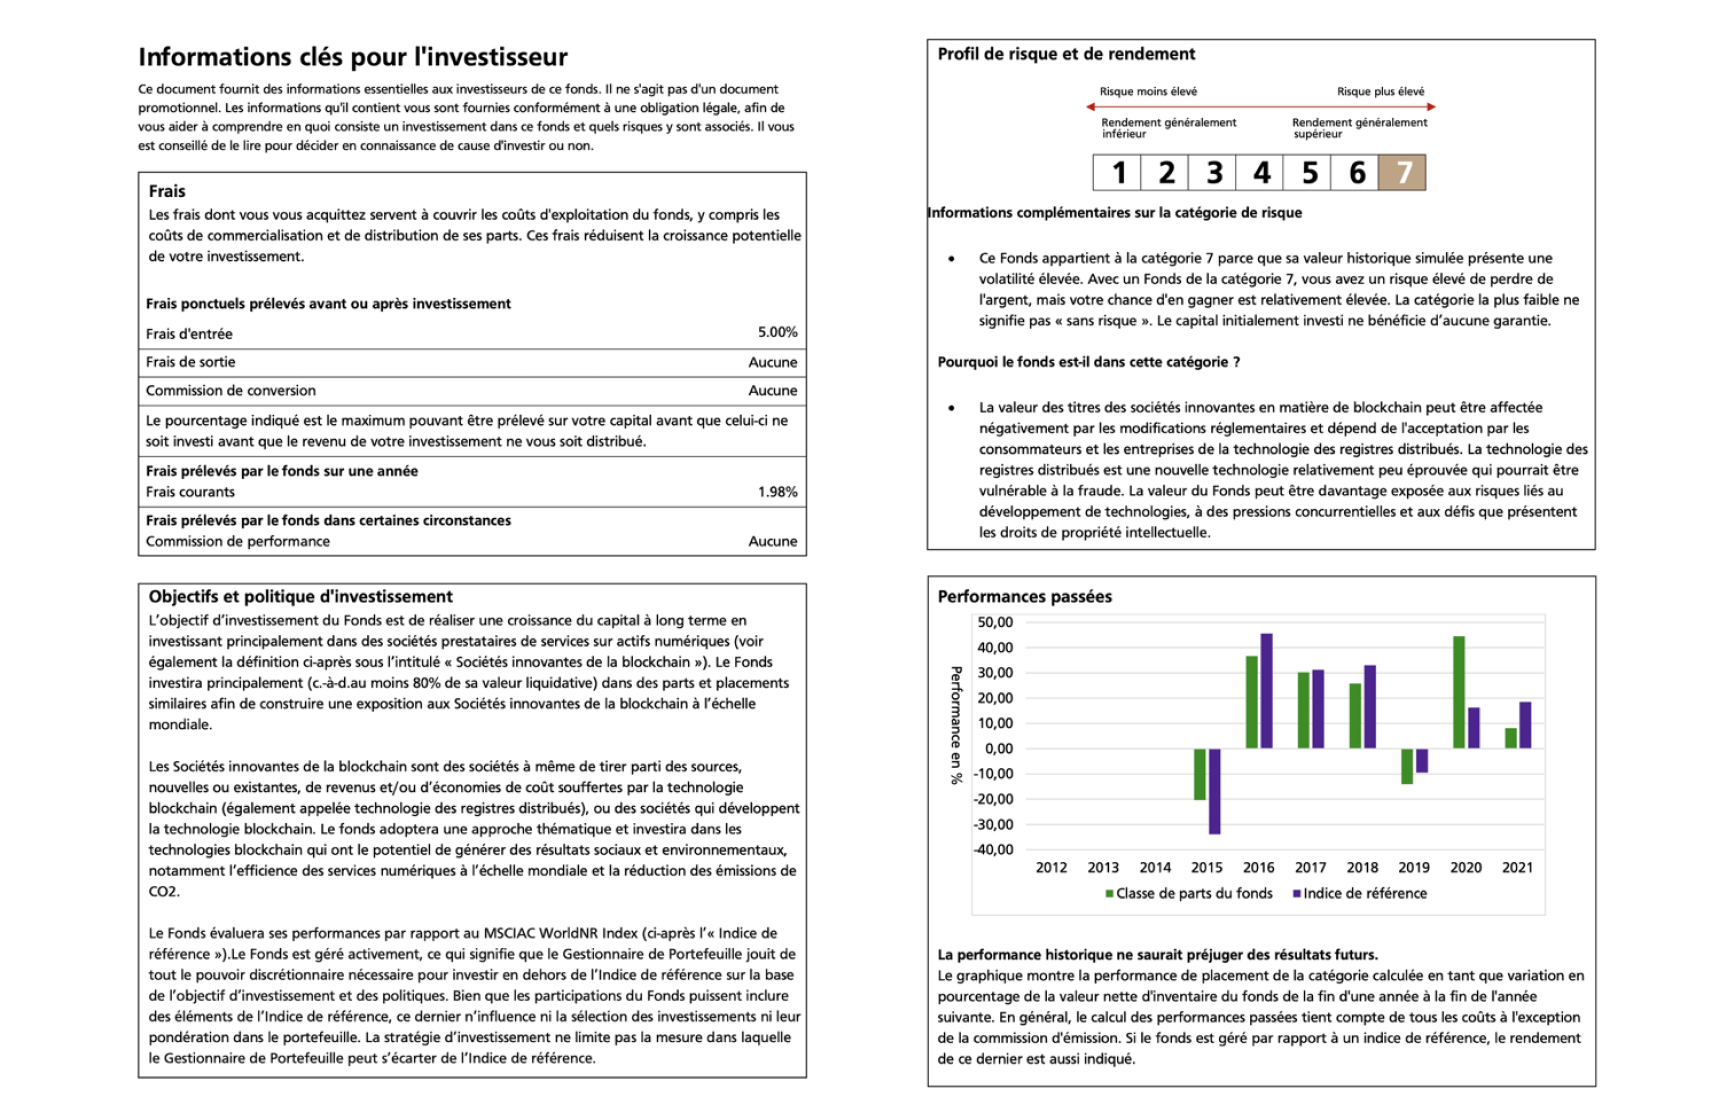 Informations clés pour l'investisseur
Ce document fournit des informations essentielles aux investisseurs de ce fonds. Il ne s'agit pas d'un document
promotionnel. Les informations qu'il contient vous sont fournies conformément à une obligation légale, afin de
vous aider à comprendre en quoi consiste un investissement dans ce fonds et quels risques y sont associés. Il vous
est conseillé de le lire pour décider en connaissance de cause d'investir ou non.
Frais
Les frais dont vous vous acquittez servent à couvrir les coûts d'exploitation du fonds, y compris les
coûts de commercialisation et de distribution de ses parts. Ces frais réduisent la croissance potentielle
de votre investissement.
Frais ponctuels prélevés avant ou après investissement
Frais d'entrée 5.00%
Frais de sortie Aucune
Commission de conversion Aucune
Le pourcentage indiqué est le maximum pouvant être prélevé sur votre capital avant que celui-ci ne
soit investi avant que le revenu de votre investissement ne vous soit distribué.
Frais prélevés par le fonds sur une année
Frais courants 1.98%
Frais prélevés par le fonds dans certaines circonstances
Commission de performance Aucune
Objectifs et politique d'investissement
L’objectif d’investissement du Fonds est de réaliser une croissance du capital à long terme en
investissant principalement dans des sociétés prestataires de services sur actifs numériques (voir
également la définition ci-après sous l’intitulé « Sociétés innovantes de la blockchain »). Le Fonds
investira principalement (c.-à-d.au moins 80% de sa valeur liquidative) dans des parts et placements
similaires afin de construire une exposition aux Sociétés innovantes de la blockchain à l’échelle
mondiale.
Les Sociétés innovantes de la blockchain sont des sociétés à même de tirer parti des sources,
nouvelles ou existantes, de revenus et/ou d’économies de coût souffertes par la technologie
blockchain (également appelée technologie des registres distribués), ou des sociétés qui développent
la technologie blockchain. Le fonds adoptera une approche thématique et investira dans les
technologies blockchain qui ont le potentiel de générer des résultats sociaux et environnementaux,
notamment l’efficience des services numériques à l’échelle mondiale et la réduction des émissions de
CO2.
Le Fonds évaluera ses performances par rapport au MSCIAC WorldNR Index (ci-après l’« Indice de
référence »).Le Fonds est géré activement, ce qui signifie que le Gestionnaire de Portefeuille jouit de
tout le pouvoir discrétionnaire nécessaire pour investir en dehors de l’Indice de référence sur la base
de l’objectif d’investissement et des politiques. Bien que les participations du Fonds puissent inclure
des éléments de l’Indice de référence, ce dernier n’influence ni la sélection des investissements ni leur
pondération dans le portefeuille. La stratégie d’investissement ne limite pas la mesure dans laquelle
le Gestionnaire de Portefeuille peut s’écarter de l’Indice de référence.
Profil de risque et de rendement
Risque moins élevé Risque plus élevé
Rendement généralement Rendement généralement
inférieur supérieur
1 2 3 4 5 6 7
Informations complémentaires sur la catégorie de risque
• Ce Fonds appartient à la catégorie 7 parce que sa valeur historique simulée présente une
volatilité élevée. Avec un Fonds de la catégorie 7, vous avez un risque élevé de perdre de
l'argent, mais votre chance d'en gagner est relativement élevée. La catégorie la plus faible ne
signifie pas « sans risque ». Le capital initialement investi ne bénéficie d’aucune garantie.
Pourquoi le fonds est-il dans cette catégorie ?
• La valeur des titres des sociétés innovantes en matière de blockchain peut être affectée
négativement par les modifications réglementaires et dépend de l'acceptation par les
consommateurs et les entreprises de la technologie des registres distribués. La technologie des
registres distribués est une nouvelle technologie relativement peu éprouvée qui pourrait être
vulnérable à la fraude. La valeur du Fonds peut être davantage exposée aux risques liés au
développement de technologies, à des pressions concurrentielles et aux défis que présentent
les droits de propriété intellectuelle.
Performances passées
Performance en %
50,00
40,00
30,00
20,00
10,00
0,00
-10,00
-20,00
-30,00
-40,00
2012 2013 2014 2015 2016 2017 2018 2019 2020 2021
Classe de parts du fonds Indice de référence
La performance historique ne saurait préjuger des résultats futurs.
Le graphique montre la performance de placement de la catégorie calculée en tant que variation en
pourcentage de la valeur nette d'inventaire du fonds de la fin d'une année à la fin de l'année
suivante. En général, le calcul des performances passées tient compte de tous les coûts à l'exception
de la commission d'émission. Si le fonds est géré par rapport à un indice de référence, le rendement
de ce dernier est aussi indiqué.